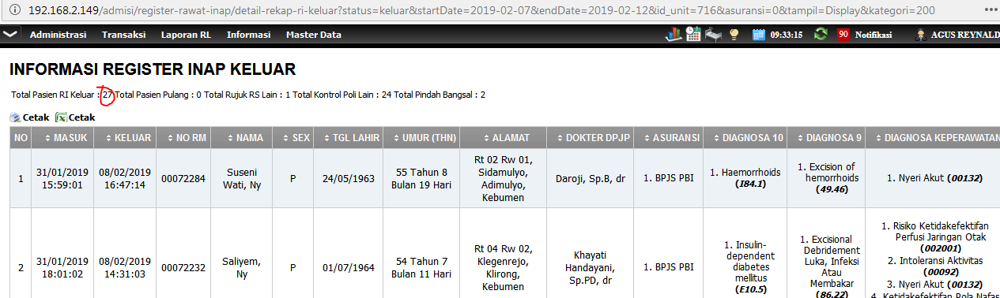 192.168.2.149/admisi/register-rawat-inap/detail-rekap-ri-keluar?status=keluar&startDate=2019-02-07&endDate=2019-02-12&id_unit=716&asuransi=0&tampil=Display&kategori=200
Administrasi Transaksi Laporan RL Informasi Master Data 09:33:15 90 Notifikasi AGUS REYNALD
INFORMASI REGISTER INAP KELUAR
Total Pasien RI Keluar : 27 Total Pasien Pulang : 0 Total Rujuk RS Lain : 1 Total Kontrol Poli Lain : 24 Total Pindah Bangsal : 2
Cetak Cetak
NO MASUK KELUAR NO RM NAMA SEX TGL LAHIR UMUR (THN) ALAMAT DOKTER DPJP ASURANSI DIAGNOSA 10 DIAGNOSA 9 DIAGNOSA KEPERAWATAN
1
31/01/2019
15:59:01
08/02/2019
16:47:14
00072284
Suseni
Wati, Ny
P
24/05/1963
55 Tahun 8
Bulan 19 Hari
Rt 02 Rw 01,
Sidamulyo,
Adimulyo,
Kebumen
Daroji, Sp.B, dr
1. BPJS PBI
1. Haemorrhoids
(I84.1)
1. Excision of
hemorrhoids
(49.46)
1. Nyeri Akut (00132)
2
31/01/2019
18:01:02
08/02/2019
14:31:03
00072232
Saliyem,
Ny
P
01/07/1964
54 Tahun 7
Bulan 11 Hari
Rt 04 Rw 02,
Klegenrejo,
Klirong,
Kebumen
Khayati
Handayani,
Sp.PD, dr
1. BPJS PBI
1. Insulin-
dependent
diabetes
mellitus
(E10.5)
1. Excisional
Debridement
Luka, Infeksi
Atau
Membakar
(86.22)
1. Risiko Ketidakefektifan
Perfusi Jaringan Otak
(002001)
2. Intoleransi Aktivitas
(00092)
3. Nyeri Akut (00132)
4. Ketidakefektifan Pola Nafas